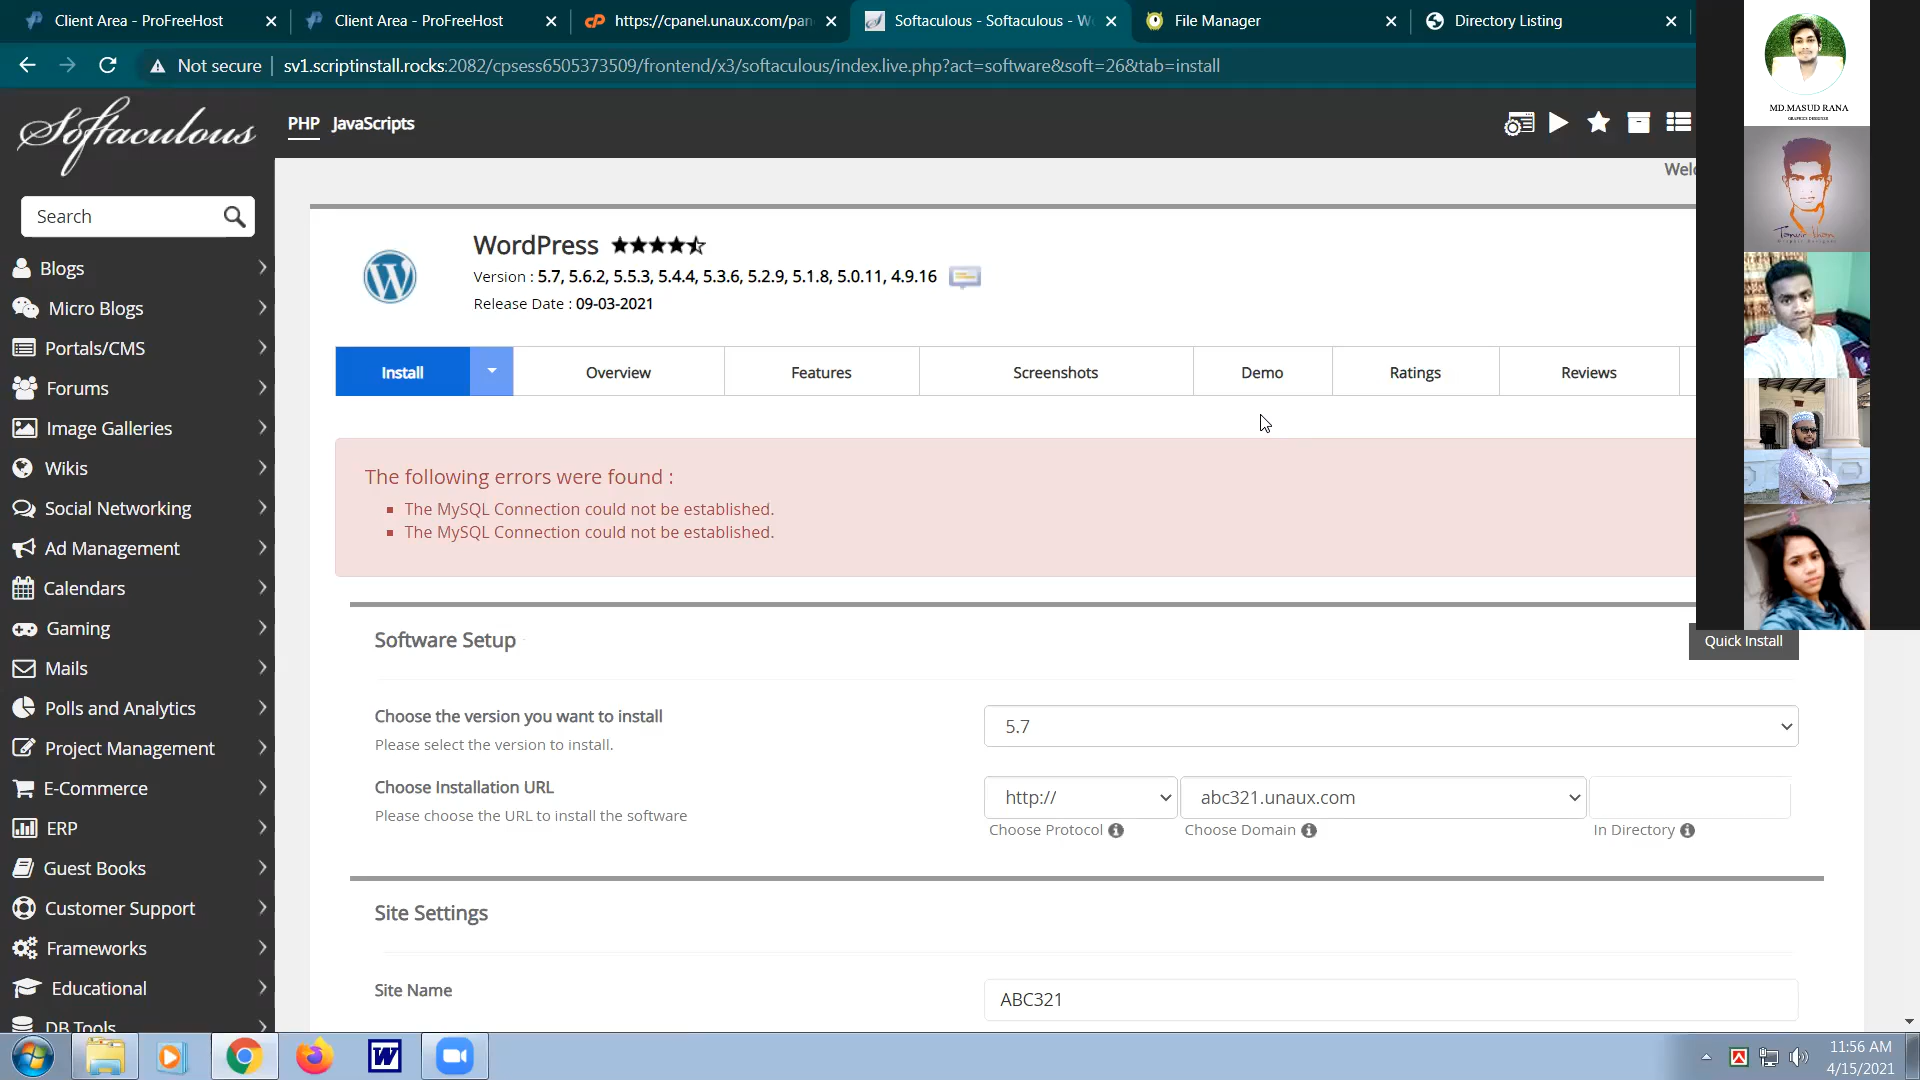 Client Area - ProFreeHost
Client Area - ProFreeHost
https://cpanel.unaux.com/pan
Softaculous - Softaculous - W
File Manager
Directory Listing
Not secure
sv1.scriptinstall.rocks:2082/cpsess6505373509/frontend/x3/softaculous/index.live.php?act=software&soft=26&tab=install
Softaculous
PHP
JavaScripts
Welc
Search
Blogs
Micro Blogs
Portals/CMS
Forums
Image Galleries
Wikis
Social Networking
Ad Management
Calendars
Gaming
Mails
Polls and Analytics
Project Management
E-Commerce
ERP
Guest Books
Customer Support
Frameworks
Educational
DB Tools
WordPress
Version : 5.7, 5.6.2, 5.5.3, 5.4.4, 5.3.6, 5.2.9, 5.1.8, 5.0.11, 4.9.16
Release Date : 09-03-2021
Install
Overview
Features
Screenshots
Demo
Ratings
Reviews
The following errors were found :
The MySQL Connection could not be established.
The MySQL Connection could not be established.
Software Setup
Quick Install
Choose the version you want to install
Please select the version to install.
5.7
Choose Installation URL
Please choose the URL to install the software
http://
abc321.unaux.com
Choose Protocol
Choose Domain
In Directory
Site Settings
Site Name
ABC321
MD.MASUD RANA
GRAPHICS DESIGNER
11:56 AM
4/15/2021